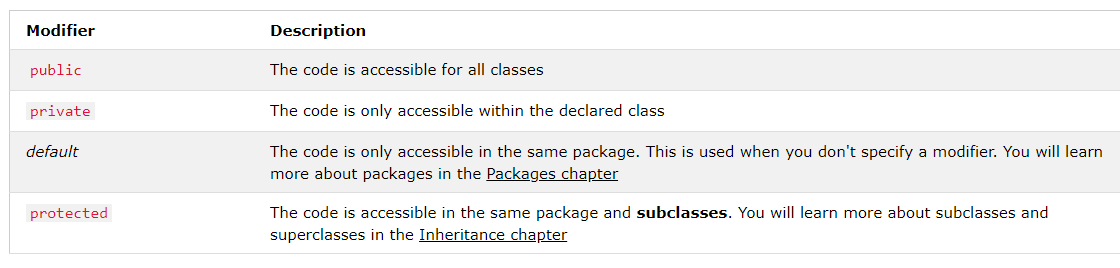 Modifier Description
public The code is accessible for all classes
private The code is only accessible within the declared class
default The code is only accessible in the same package. This is used when you don't specify a modifier. You will learn
more about packages in the Packages chapter
protected The code is accessible in the same package and subclasses. You will learn more about subclasses and
superclasses in the Inheritance chapter